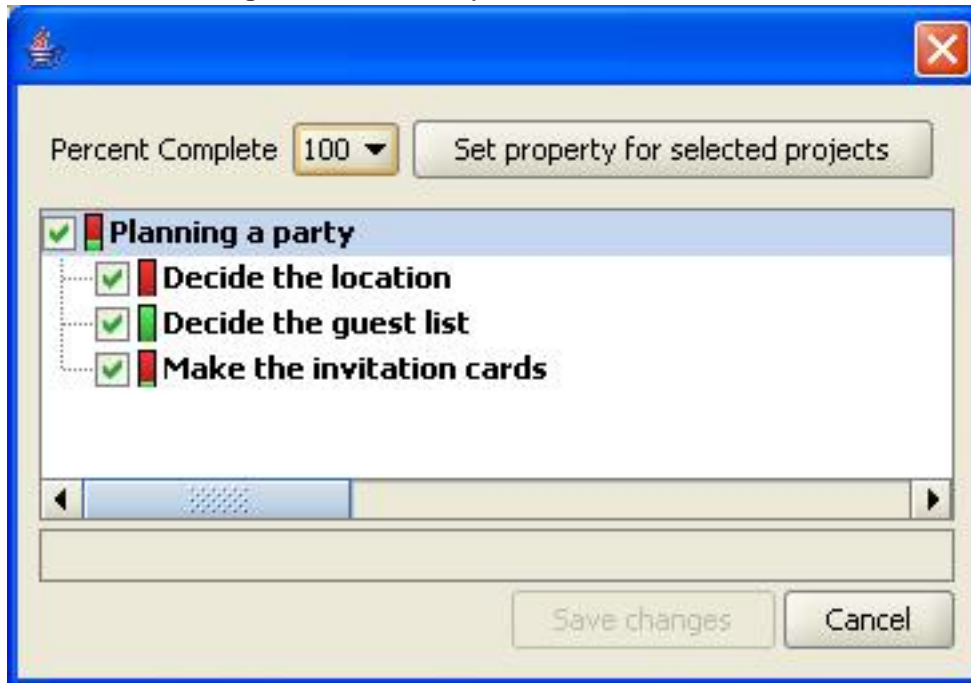 Percent Complete 100 Set property for selected projects
Planning a party
Decide the location
Decide the guest list
Make the invitation cards
Save changes Cancel